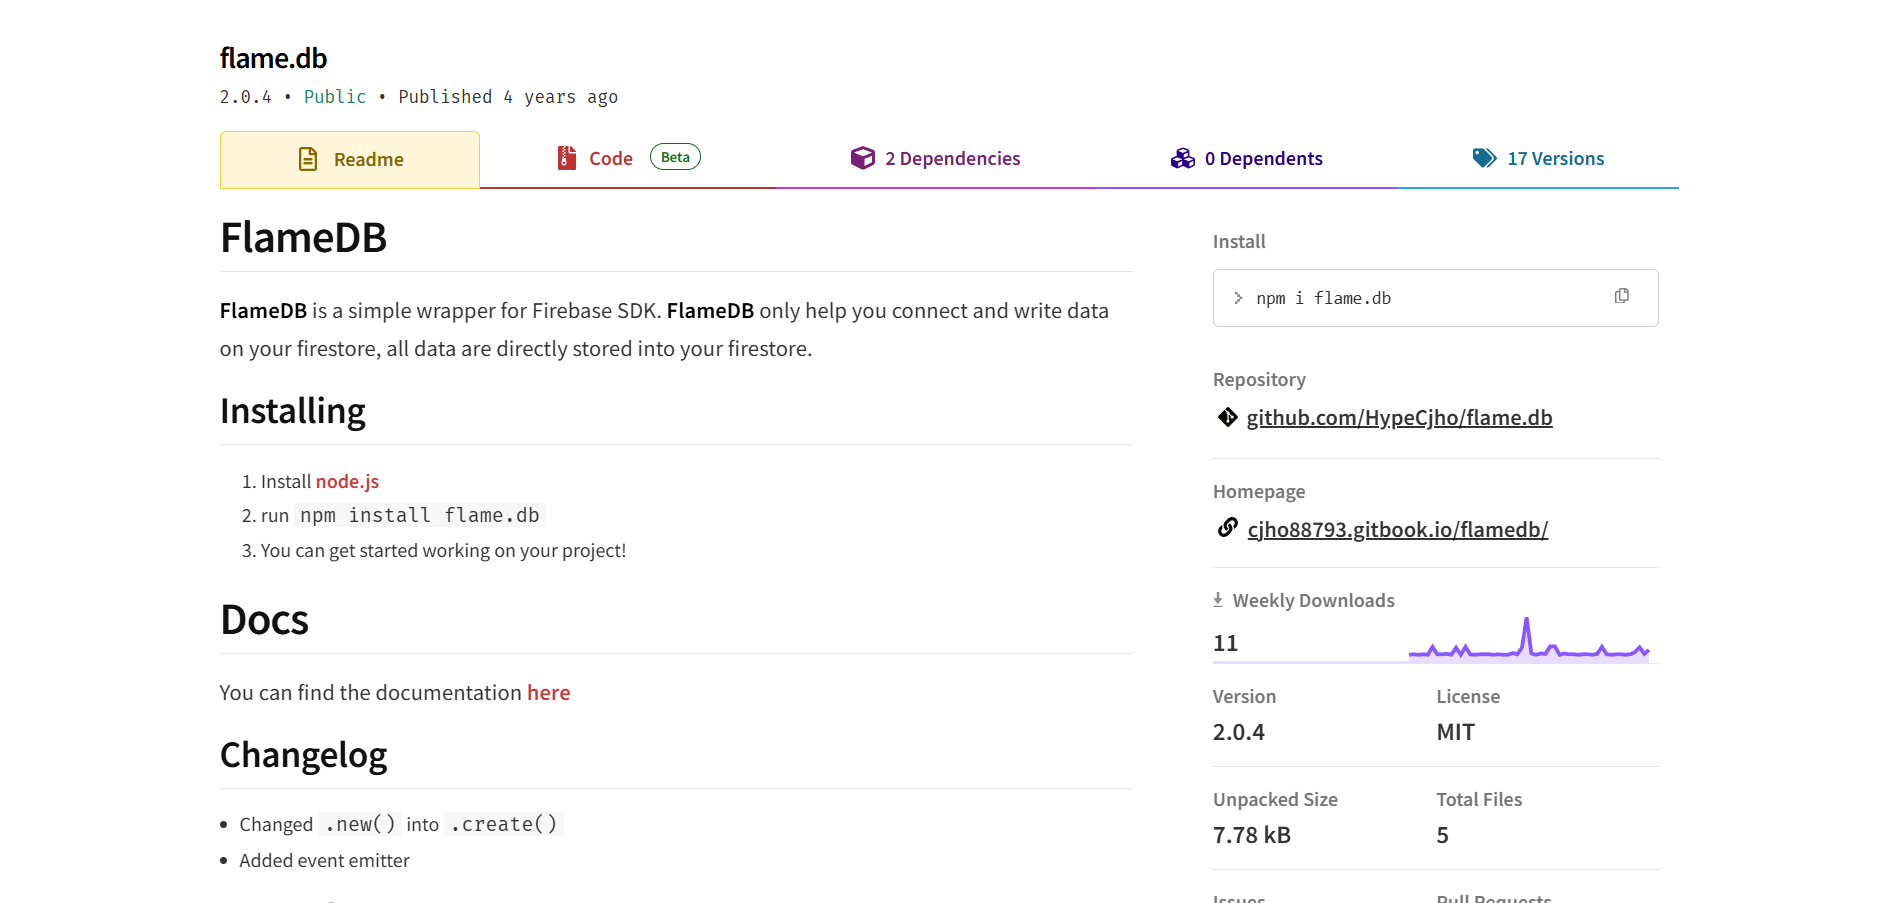 flame.db
2.0.4 • Public • Published 4 years ago
Readme
Code Beta
2 Dependencies
0 Dependents
17 Versions
FlameDB
FlameDB is a simple wrapper for Firebase SDK. FlameDB only help you connect and write data
on your firestore, all data are directly stored into your firestore.
Installing
1. Install node.js
2. run npm install flame.db
3. You can get started working on your project!
Docs
You can find the documentation here
Changelog
• Changed .new() into .create()
• Added event emitter
Install
> npm i flame.db
Repository
github.com/HypeCjho/flame.db
Homepage
cjho88793.gitbook.io/flamedb/
Weekly Downloads
11
Version
License
2.0.4
MIT
Unpacked Size
Total Files
7.78 kB
5
Issues
Pull Requests